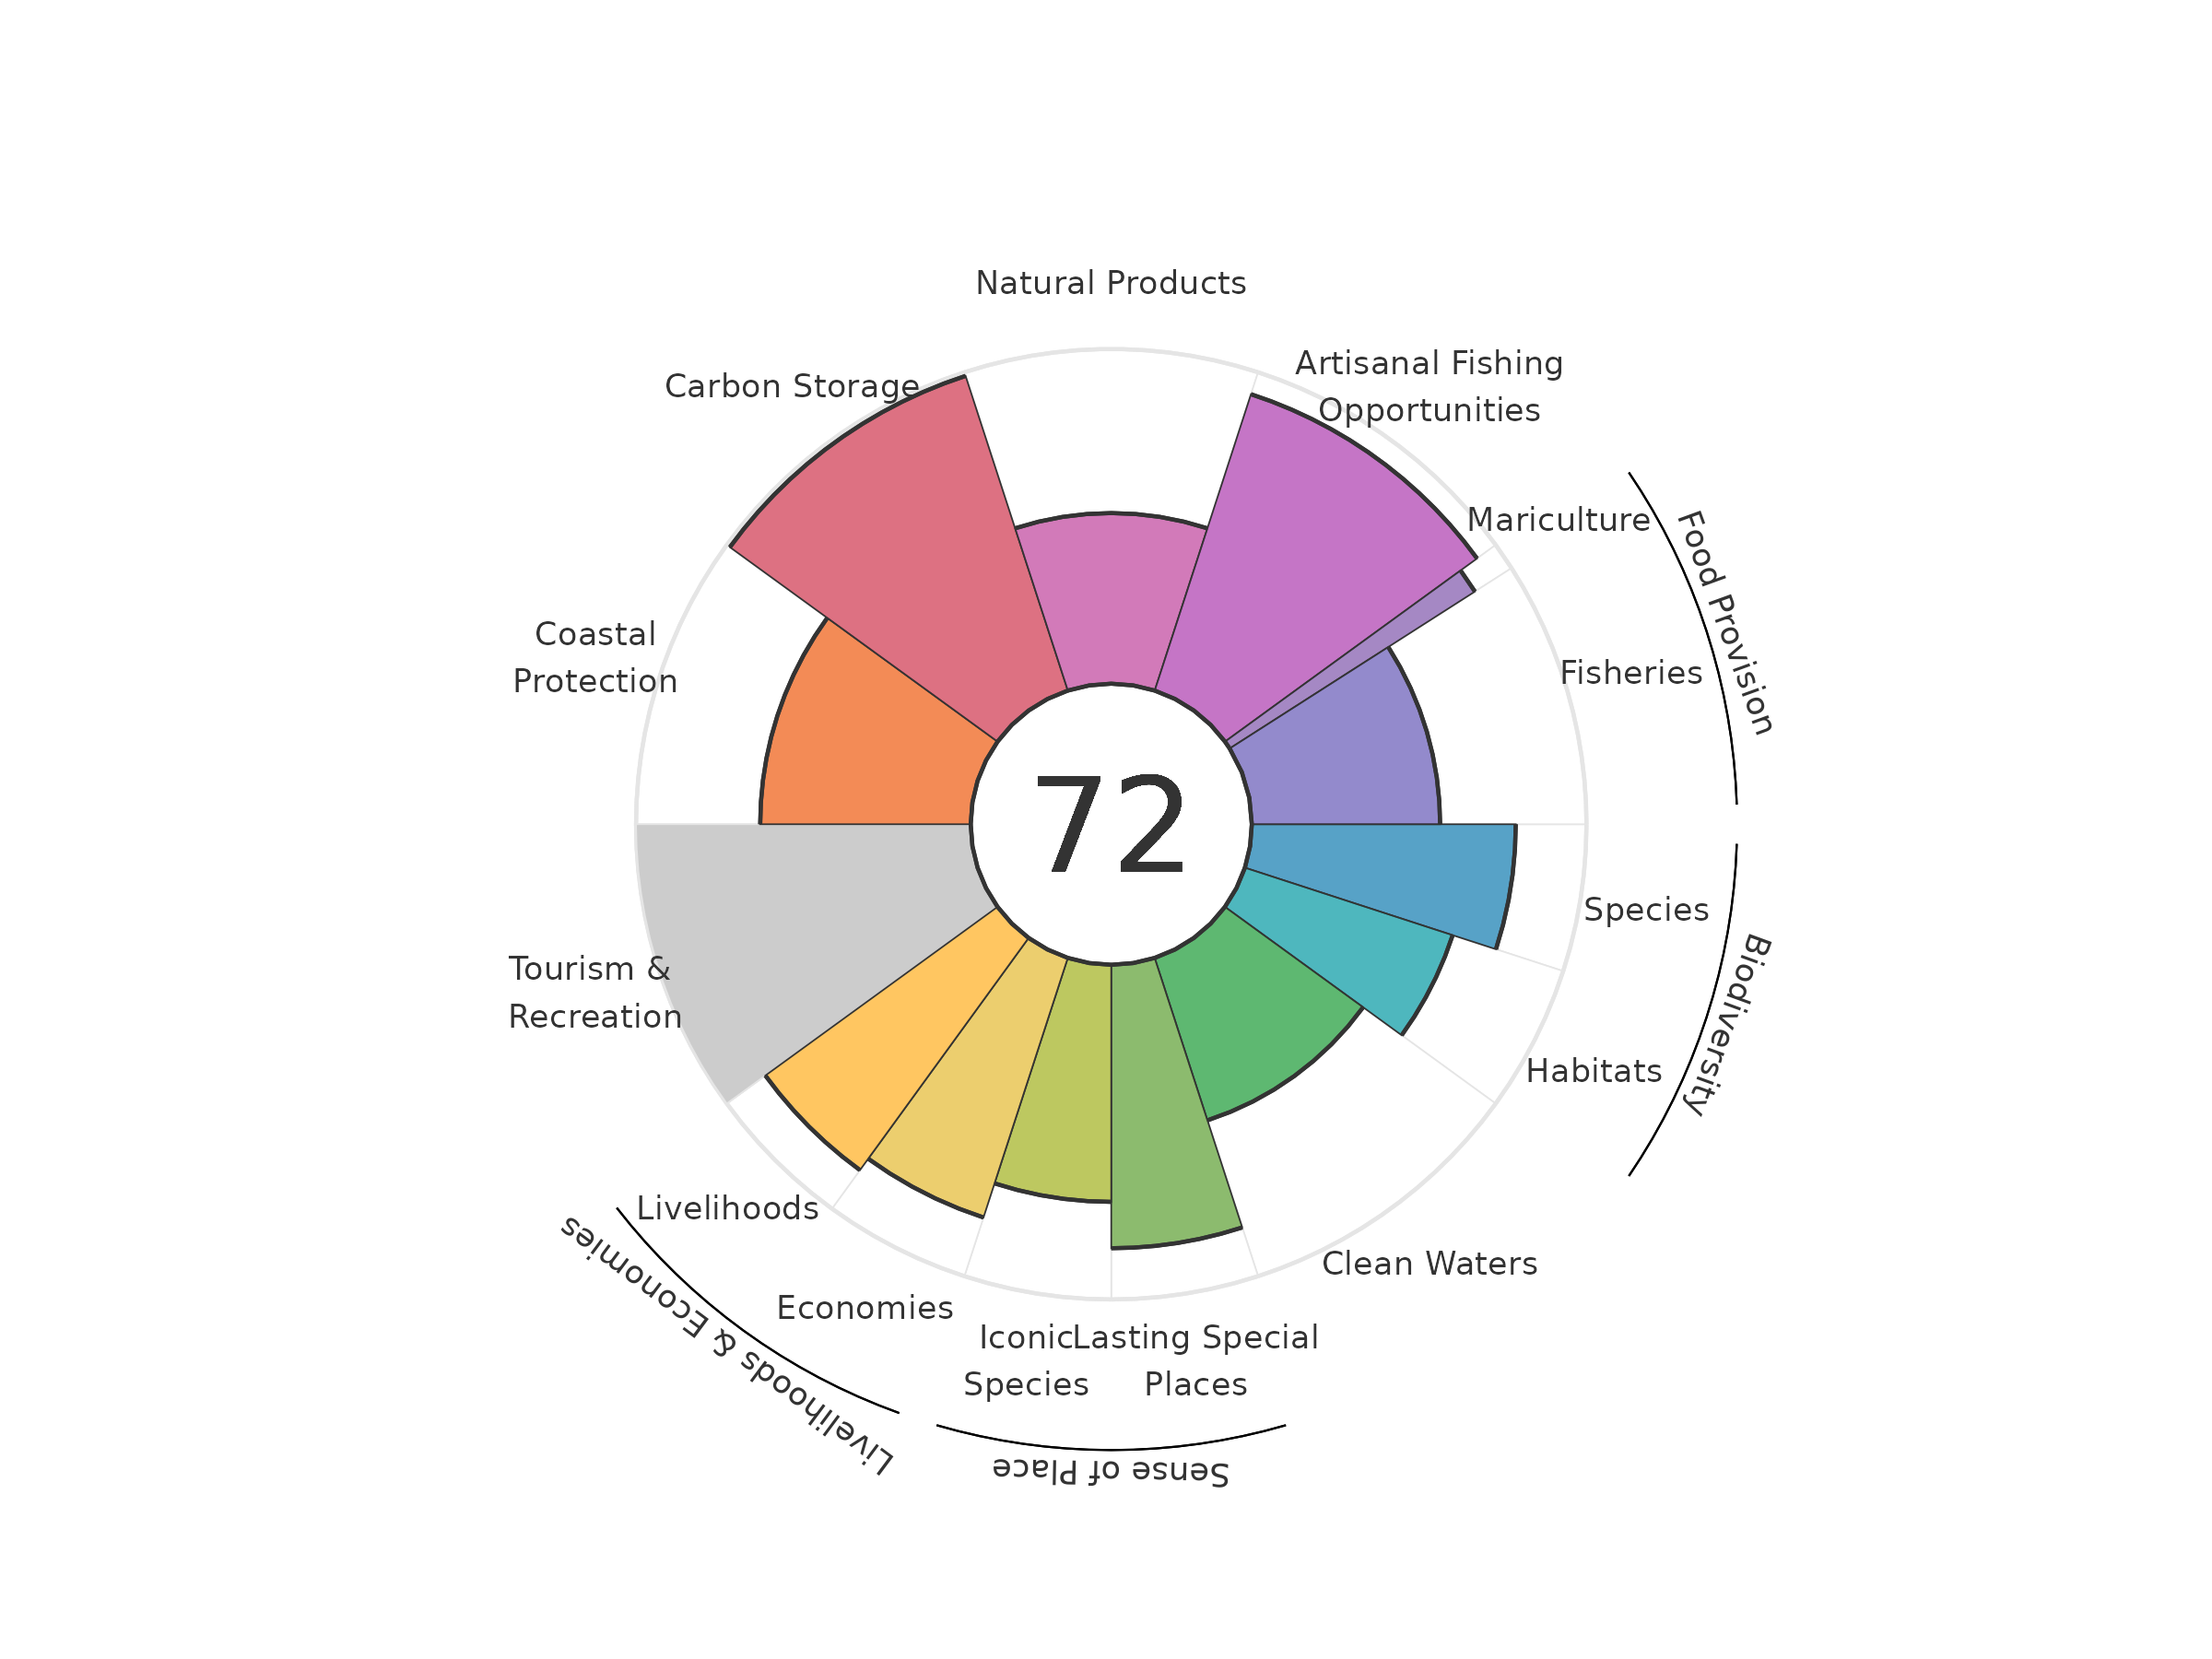 Natural Products
Artisanal Fishing
Opportunities
Carbon Storage
Mariculture
Food Provision
Coastal
Protection
Fisheries
72
Species
Biodiversity
Tourism &
Recreation
Habitats
Livelihoods
Clean Waters
Economies
Livelihoods & Economies
Iconic
Species
Lasting Special
Places
Sense of Place